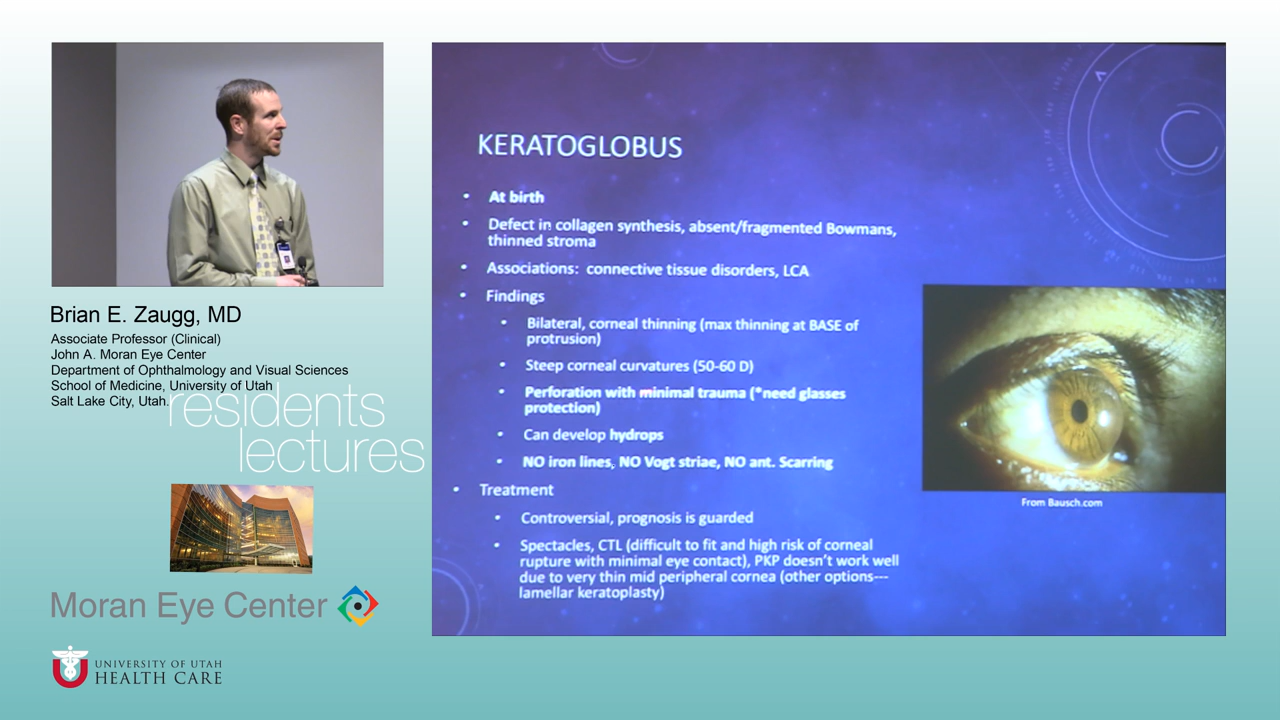 Brian E. Zaugg, MD
Associate Professor (Clinical)
John A. Moran Eye Center
Department of Ophthalmology and Visual Sciences
School of Medicine, University of Utah
Salt Lake City, Utah.
residents
lectures
Moran Eye Center
UNIVERSITY OF UTAH
HEALTH CARE
KERATOGLOBUS
• At birth
• Defect in collagen synthesis, absent/fragmented Bowmans,
thinned stroma
• Associations: connective tissue disorders, LCA
• Findings
• Bilateral, corneal thinning (max thinning at BASE of
protrusion)
• Steep corneal curvatures (50-60 D)
• Perforation with minimal trauma (*need glasses
protection)
• Can develop hydrops
• NO iron lines, NO Vogt striae, NO ant. Scarring
• Treatment
• Controversial, prognosis is guarded
• Spectacles, CTL (difficult to fit and high risk of corneal
rupture with minimal eye contact), PKP doesn't work well
due to very thin mid peripheral cornea (other options---
lamellar keratoplasty)
From Bausch.com